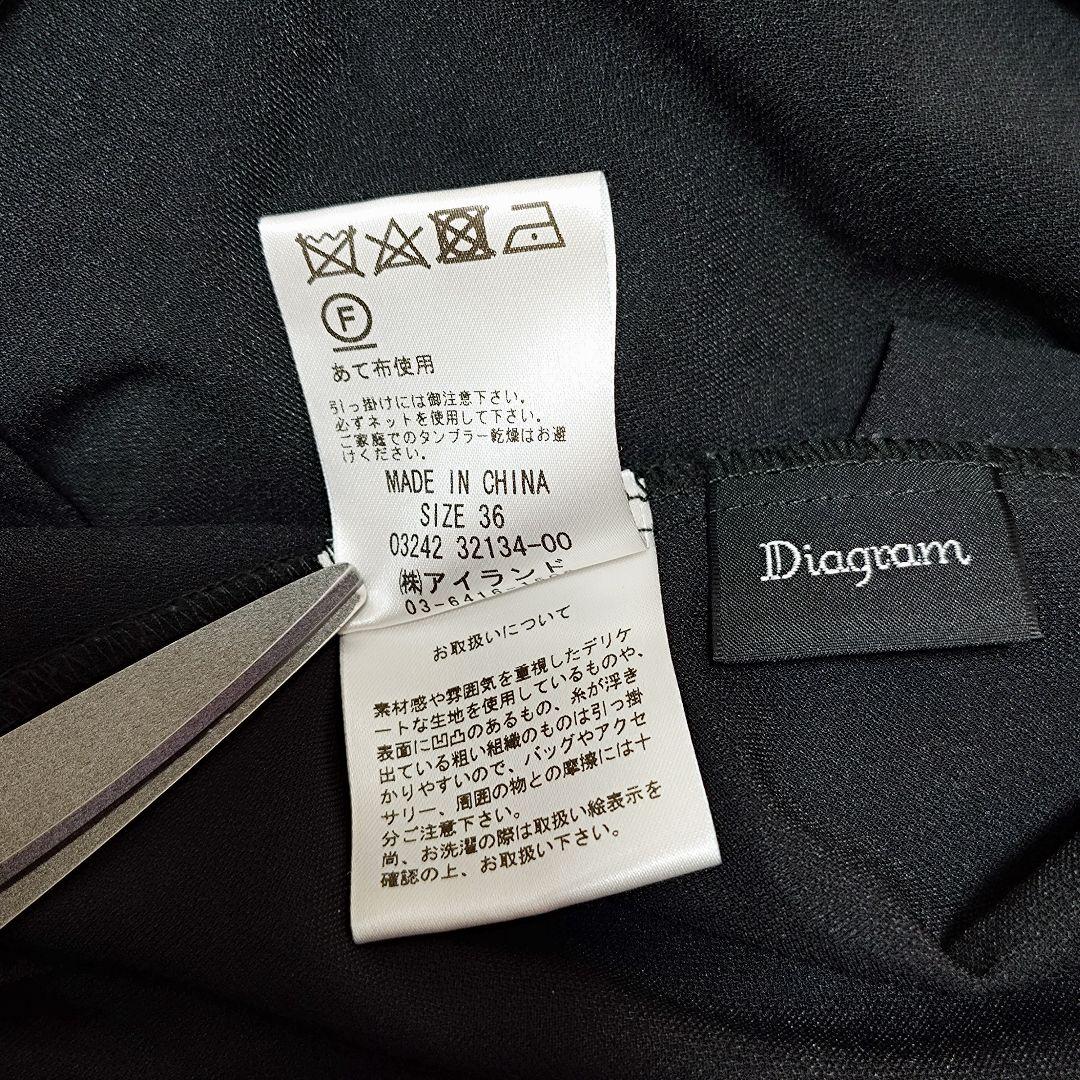 F
あて布使用
引っ掛けには御注意下さい。
必ずネットを使用して下さい。
ご家庭でのタンブラー乾燥はお避
けください。
MADE IN CHINA
SIZE 36
03242 32134-00
㈱アイランド
03-6416-
お取扱いについて
素材感や雰囲気を重視したデリケ
ートな生地を使用しているものや、
表面に凹凸のあるもの、糸が浮き
出ている粗い組織のものは引っ掛
かりやすいので、バッグやアクセ
サリー、周囲の物との摩擦には十
分ご注意下さい。
尚、お洗濯の際は取扱い絵表示を
確認の上、お取扱い下さい。
Diagram